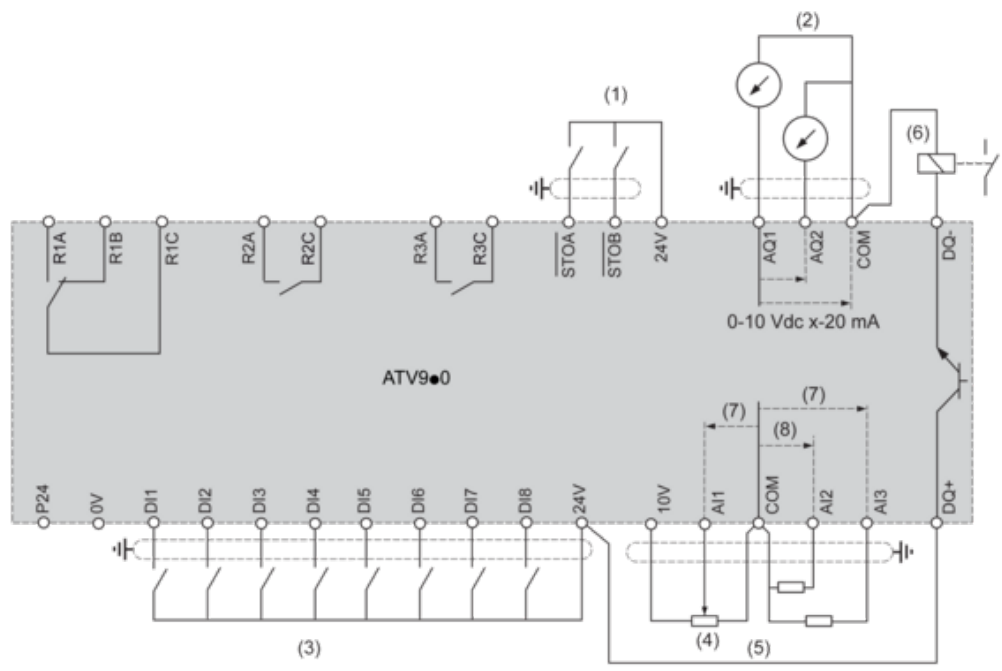 (2)
(1)
(6)
R1A R1B R1C R2A R2C R3A R3C STOA STOB 24V AQ1 AQ2 COM DQ-
0-10 Vdc x-20 mA
ATV9●0
(7)
(7)
(8)
P24 0V DI1 DI2 DI3 DI4 DI5 DI6 DI7 DI8 24V 10V AI1 COM AI2 AI3 DQ+
(4)
(3)
(5)